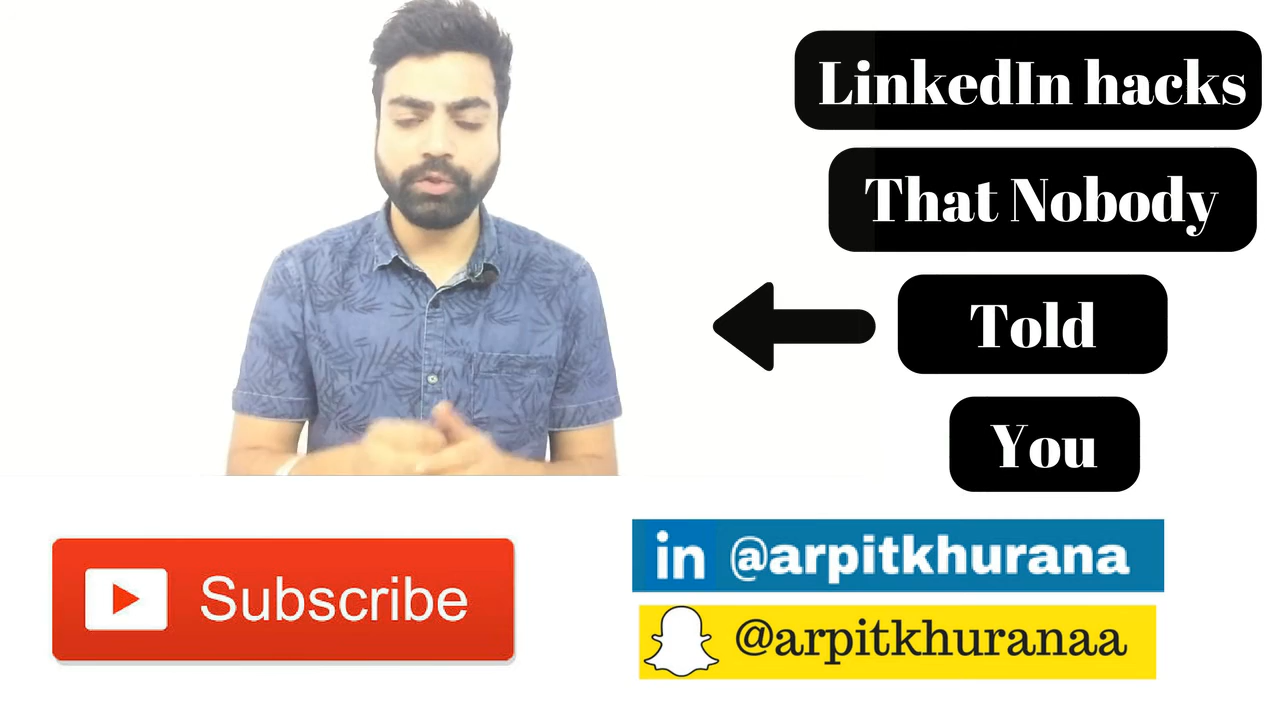 LinkedIn hacks
That Nobody
Told
You
Subscribe
in @arpitkhurana
@arpitkhuranaa